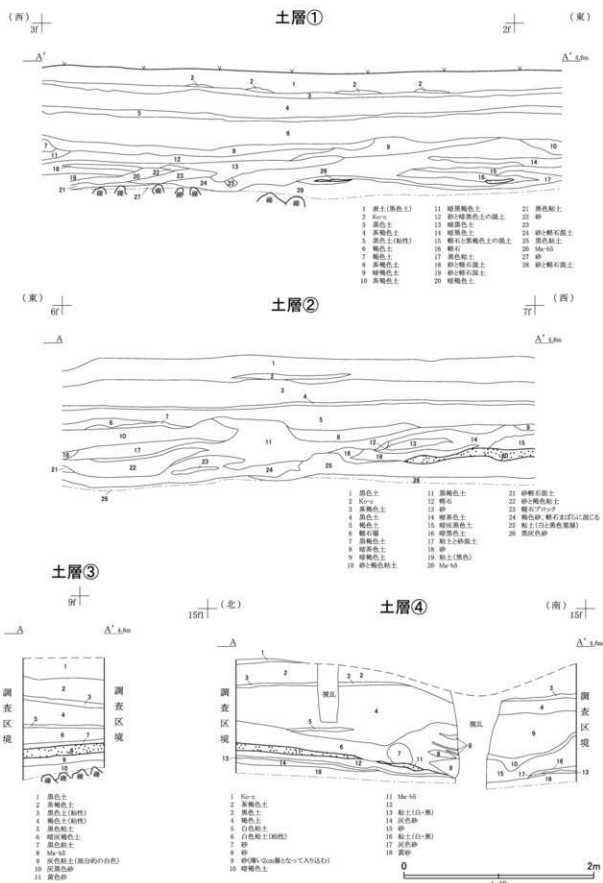 土層①
(西) 3f
2f (東)
A'
A' 4.6m
1 表土(黒色土)
2 Ko-c
3 黒色土
4 茶褐色土
5 黒色土(粘性)
6 褐色土
7 褐色土
8 茶褐色土
9 暗褐色土
10 茶褐色土
11 暗黒褐色土
12 砂と暗黒色土の混土
13 暗黒色土
14 暗黒色土
15 軽石と黒褐色土の混土
16 軽石
17 黒色粘土
18 砂と軽石混土
19 砂と軽石混土
20 暗褐色土
21 黒色粘土
22 砂
23
24 砂と軽石混土
25 黒色粘土
26 Ma-b5
27 砂
28 砂と軽石混土
土層②
(東) 6f
7f (西)
A
A' 4.6m
1 黒色土
2 Ko-c
3 茶褐色土
4 黒色土
5 褐色土
6 軽石層
7 黒褐色土
8 暗茶色土
9 暗褐色土
10 砂と褐色粘土
11 黒褐色土
12 軽石
13 砂
14 暗茶色土
15 暗灰黒色土
16 暗黒色土
17 粘土と砂混土
18 砂
19 粘土(黒色)
20 Ma-b5
21 砂軽石混土
22 砂と褐色粘土
23 軽石ブロック
24 褐色砂、軽石まばらに混じる
25 粘土(白と黒色葉層)
26 黒灰色砂
土層③
9f
A
A' 4.6m
調査区境
調査区境
1 黒色土
2 茶褐色土
3 黒色土(粘性)
4 褐色土(粘性)
5 黒色粘土
6 暗灰褐色土
7 黒色粘土
8 Ma-b5
9 灰色粘土(部分的の白色)
10 灰黒色砂
11 黄色砂
土層④
15f1 (北)
(南) 15f
A
A' 4.6m
撹乱
撹乱
調査区境
1 Ko-c
2 茶褐色土
3 黒色土
4 褐色土
5 白色粘土
6 白色粘土(粘性)
7 砂
8 砂
9 砂(薄い2cm層となって入り込む)
10 暗褐色土
11 Ma-b5
12
13 粘土(白・黒)
14 灰色砂
15 砂
16 粘土(白・黒)
17 灰色砂
18 黄砂
0 2m
1:40